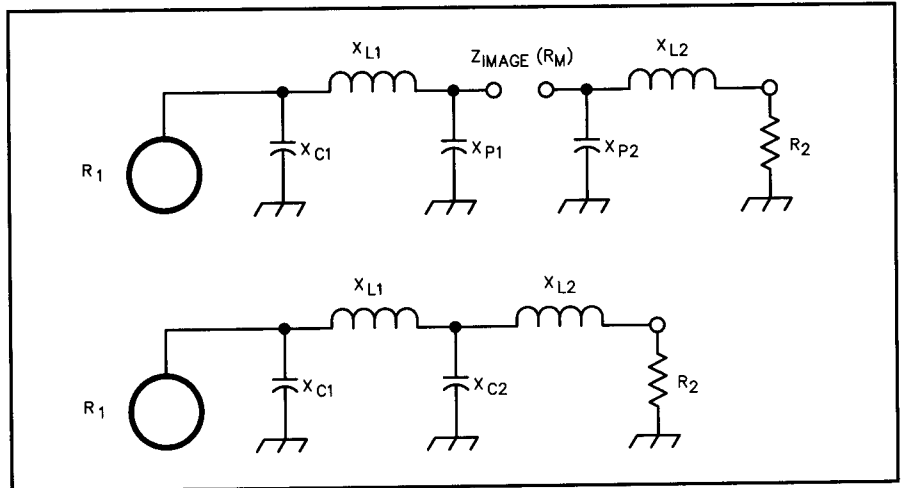 XL1
ZIMAGE (RM)
XL2
R1
XC1
XP1
XP2
R2
XL1
XL2
R1
XC1
XC2
R2